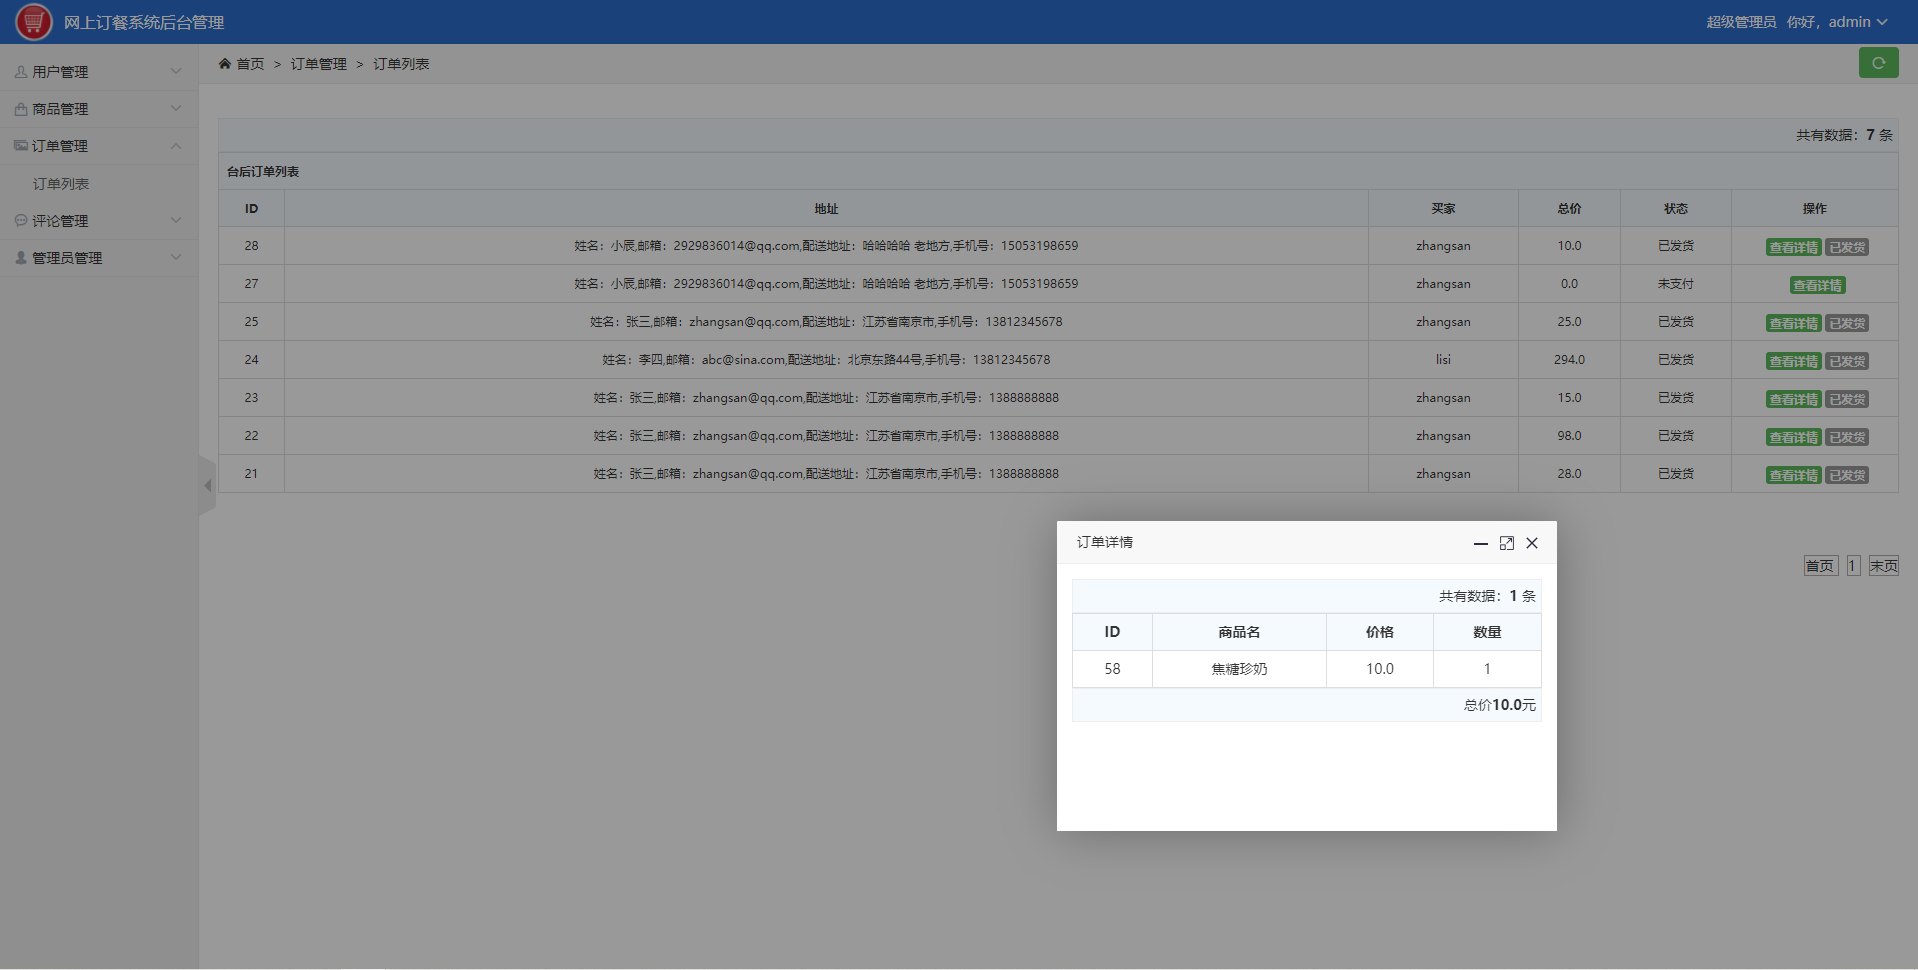 网上订餐系统后台管理
超级管理员 你好，admin
用户管理
商品管理
订单管理
订单列表
评论管理
管理员管理
首页 > 订单管理 > 订单列表
共有数据：7 条
台后订单列表
ID 地址 买家 总价 状态 操作
28 姓名：小辰,邮箱：2929836014@qq.com,配送地址：哈哈哈哈 老地方,手机号：15053198659 zhangsan 10.0 已发货 查看详情 已发货
27 姓名：小辰,邮箱：2929836014@qq.com,配送地址：哈哈哈哈 老地方,手机号：15053198659 zhangsan 0.0 未支付 查看详情
25 姓名：张三,邮箱：zhangsan@qq.com,配送地址：江苏省南京市,手机号：13812345678 zhangsan 25.0 已发货 查看详情 已发货
24 姓名：李四,邮箱：abc@sina.com,配送地址：北京东路44号,手机号：13812345678 lisi 294.0 已发货 查看详情 已发货
23 姓名：张三,邮箱：zhangsan@qq.com,配送地址：江苏省南京市,手机号：1388888888 zhangsan 15.0 已发货 查看详情 已发货
22 姓名：张三,邮箱：zhangsan@qq.com,配送地址：江苏省南京市,手机号：1388888888 zhangsan 98.0 已发货 查看详情 已发货
21 姓名：张三,邮箱：zhangsan@qq.com,配送地址：江苏省南京市,手机号：1388888888 zhangsan 28.0 已发货 查看详情 已发货
首页 1 末页
订单详情
共有数据：1 条
ID 商品名 价格 数量
58 焦糖珍奶 10.0 1
总价10.0元